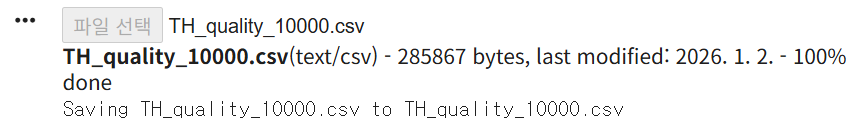 파일 선택 TH_quality_10000.csv
TH_quality_10000.csv(text/csv) - 285867 bytes, last modified: 2026. 1. 2. - 100%
done
Saving TH_quality_10000.csv to TH_quality_10000.csv